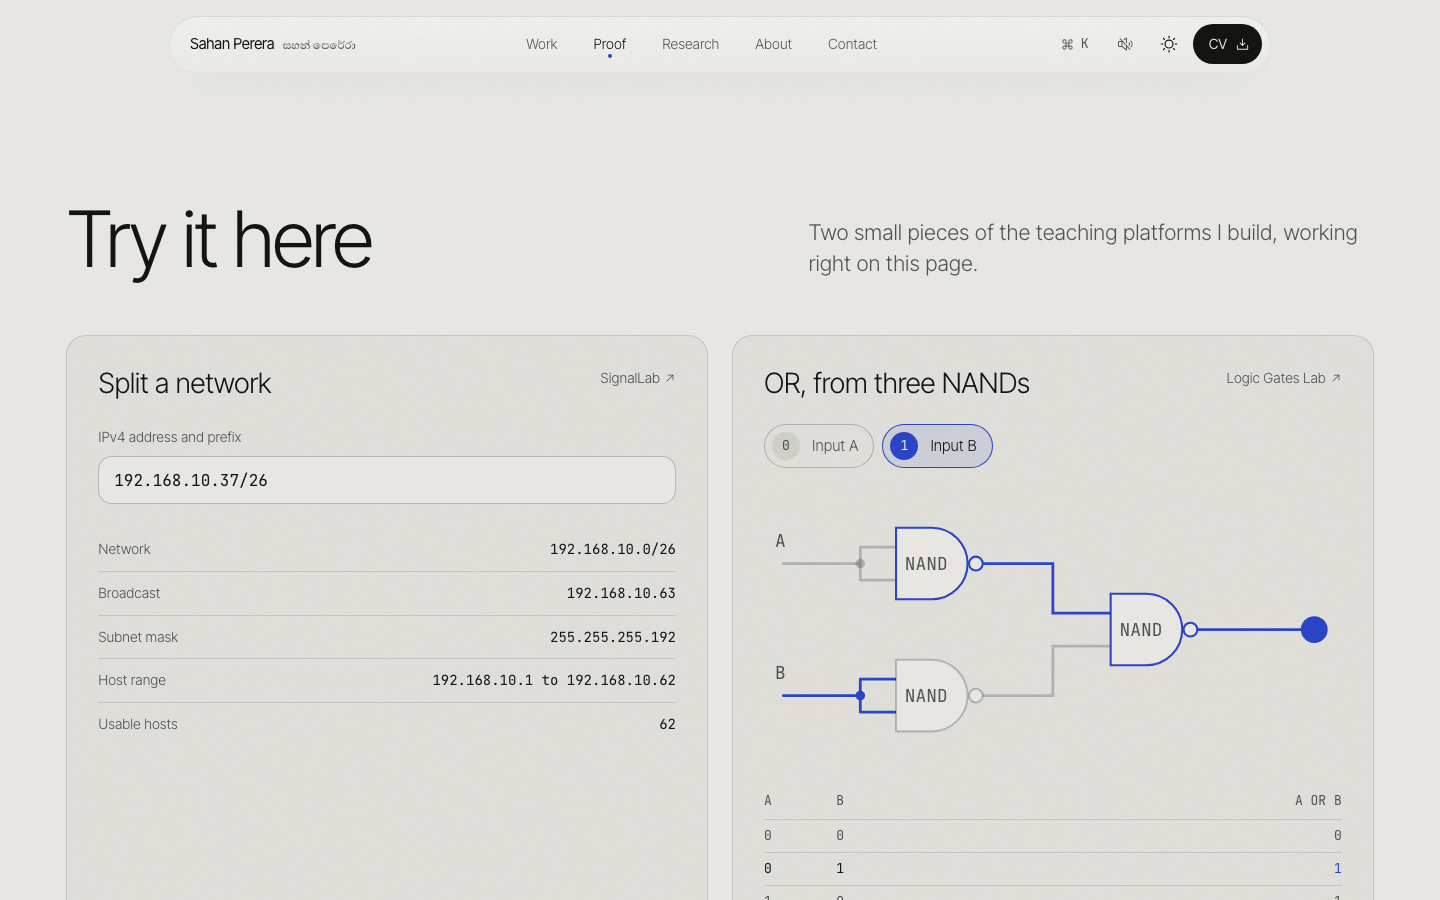 Sahan Perera සහන් පෙරේරා
Work Proof Research About Contact
⌘ K
CV
Try it here
Two small pieces of the teaching platforms I build, working
right on this page.
Split a network
SignalLab ↗
IPv4 address and prefix
192.168.10.37/26
Network 192.168.10.0/26
Broadcast 192.168.10.63
Subnet mask 255.255.255.192
Host range 192.168.10.1 to 192.168.10.62
Usable hosts 62
OR, from three NANDs
Logic Gates Lab ↗
0 Input A 1 Input B
A
NAND
NAND
B
NAND
A B A OR B
0 0 0
0 1 1
1 0 1